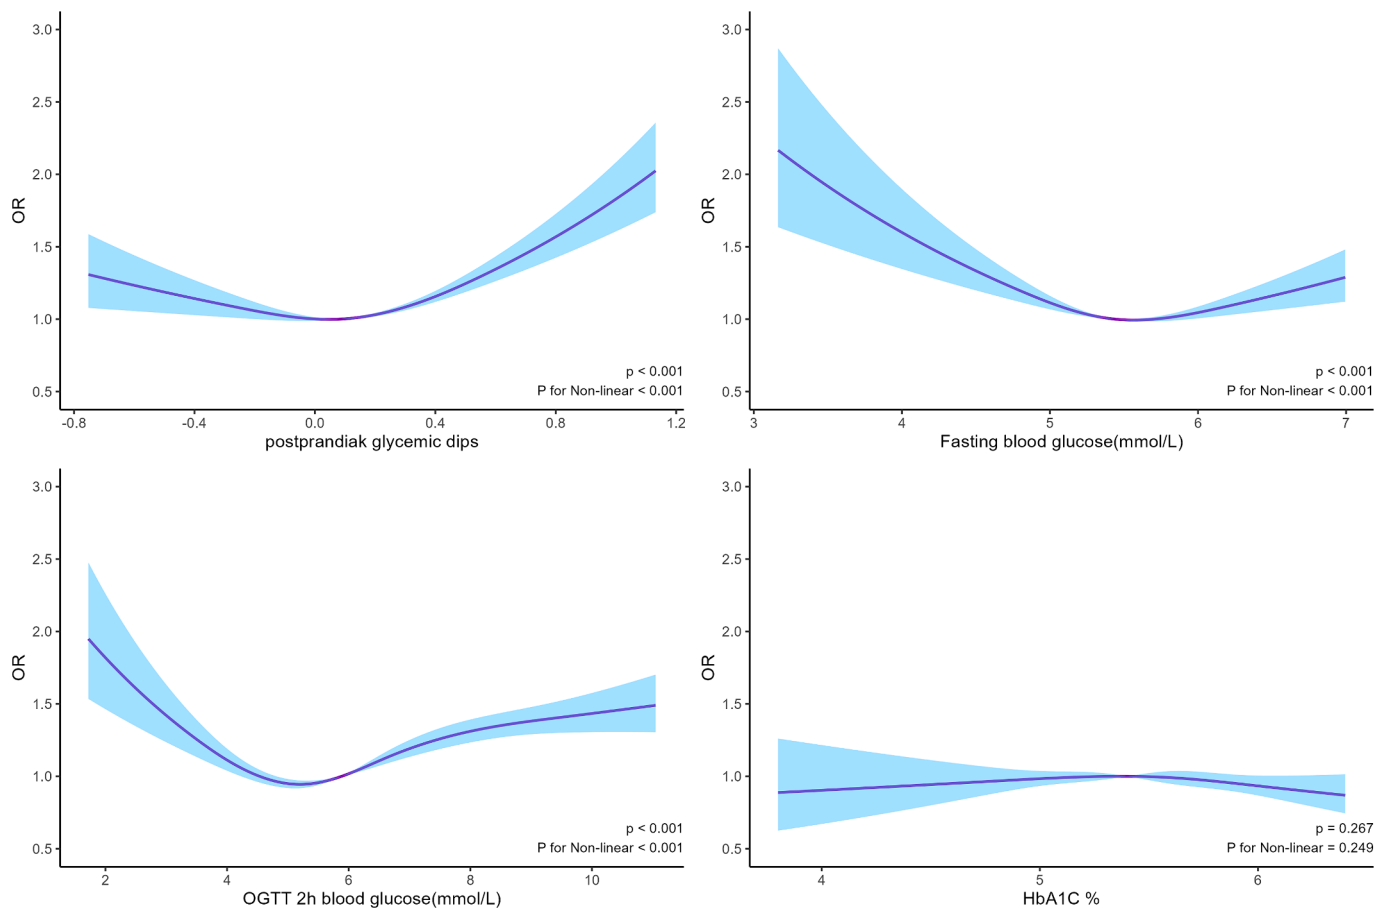 3.0
2.5
2.0
1.5
1.0
0.5
OR
p < 0.001
P for Non-linear < 0.001
-0.8 -0.4 0.0 0.4 0.8 1.2
postprandiak glycemic dips
3.0
2.5
2.0
1.5
1.0
0.5
OR
p < 0.001
P for Non-linear < 0.001
3 4 5 6 7
Fasting blood glucose(mmol/L)
3.0
2.5
2.0
1.5
1.0
0.5
OR
p < 0.001
P for Non-linear < 0.001
2 4 6 8 10
OGTT 2h blood glucose(mmol/L)
3.0
2.5
2.0
1.5
1.0
0.5
OR
p = 0.267
P for Non-linear = 0.249
4 5 6
HbA1C %